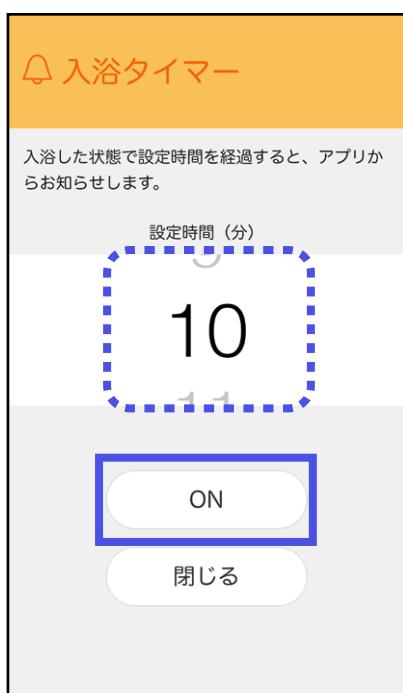 入浴タイマー
入浴した状態で設定時間を経過すると、アプリか
らお知らせします。
設定時間（分）
10
11
ON
閉じる